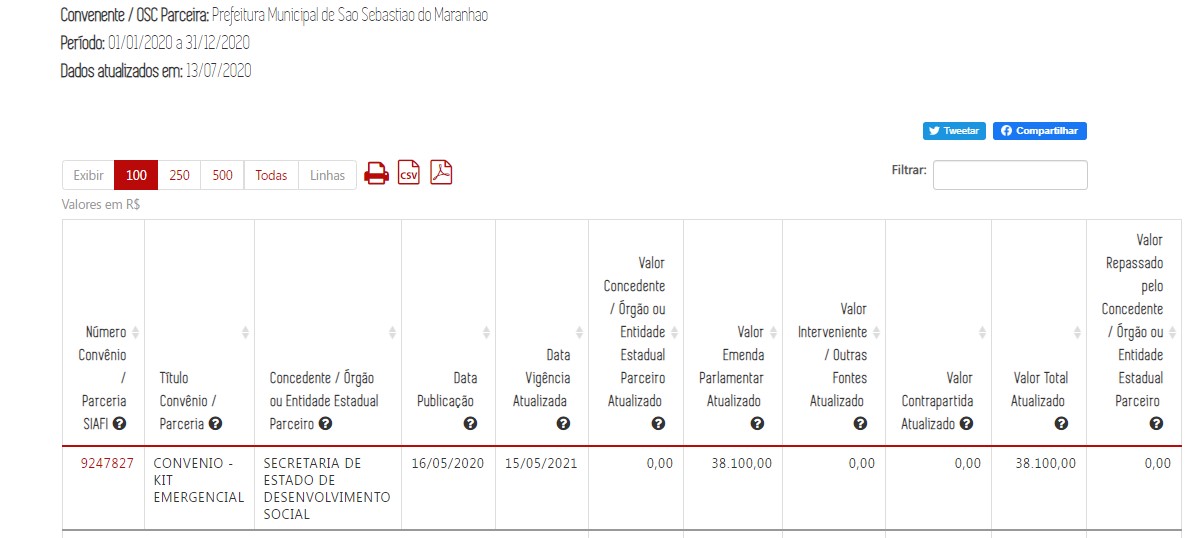 Convenente / OSC Parceira: Prefeitura Municipal de Sao Sebastiao do Maranhao
Período: 01/01/2020 a 31/12/2020
Dados atualizados em: 13/07/2020
Tweetar
Compartilhar
Exibir 100 250 500 Todas Linhas
CSV
Filtrar:
Valores em R$
Número
Convênio
/
Parceria
SIAFI
Título
Convênio /
Parceria
Concedente / Órgão
ou Entidade Estadual
Parceiro
Data
Publicação
Data
Vigência
Atualizada
Valor
Concedente
/ Órgão ou
Entidade
Estadual
Parceiro
Atualizado
Valor
Emenda
Parlamentar
Atualizado
Valor
Interveniente
/ Outras
Fontes
Atualizado
Valor
Contrapartida
Atualizado
Valor Total
Atualizado
Valor
Repassado
pelo
Concedente
/ Órgão ou
Entidade
Estadual
Parceiro
9247827
CONVENIO -
KIT
EMERGENCIAL
SECRETARIA DE
ESTADO DE
DESENVOLVIMENTO
SOCIAL
16/05/2020
15/05/2021
0,00
38.100,00
0,00
0,00
38.100,00
0,00